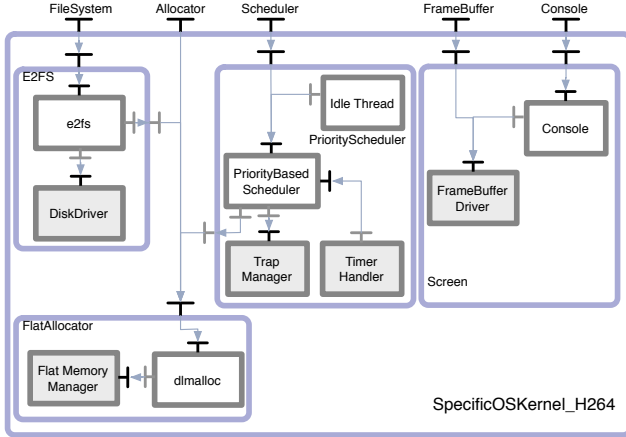 FileSystem
Allocator
Scheduler
FrameBuffer
Console
E2FS
e2fs
DiskDriver
Idle Thread
PriorityScheduler
PriorityBased
Scheduler
Trap
Manager
Timer
Handler
Console
FrameBuffer
Driver
Screen
FlatAllocator
Flat Memory
Manager
dlmalloc
SpecificOSKernel_H264